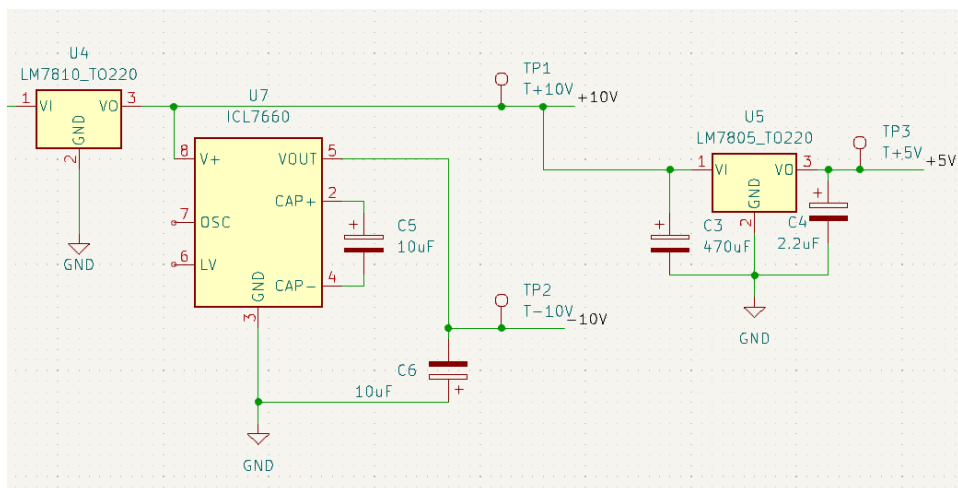 U4
LM7810_TO220
1
VI
VO
3
GND
2
GND
U7
ICL7660
8
V+
VOUT
5
CAP+
2
7
OSC
6
LV
CAP-
4
GND
3
C5
10uF
TP1
T+10V
+10V
TP2
T-10V
-10V
C6
10uF
+
GND
U5
LM7805_TO220
1
VI
VO
3
GND
2
TP3
T+5V
+5V
+
C3
470uF
+
C4
2.2uF
+
GND